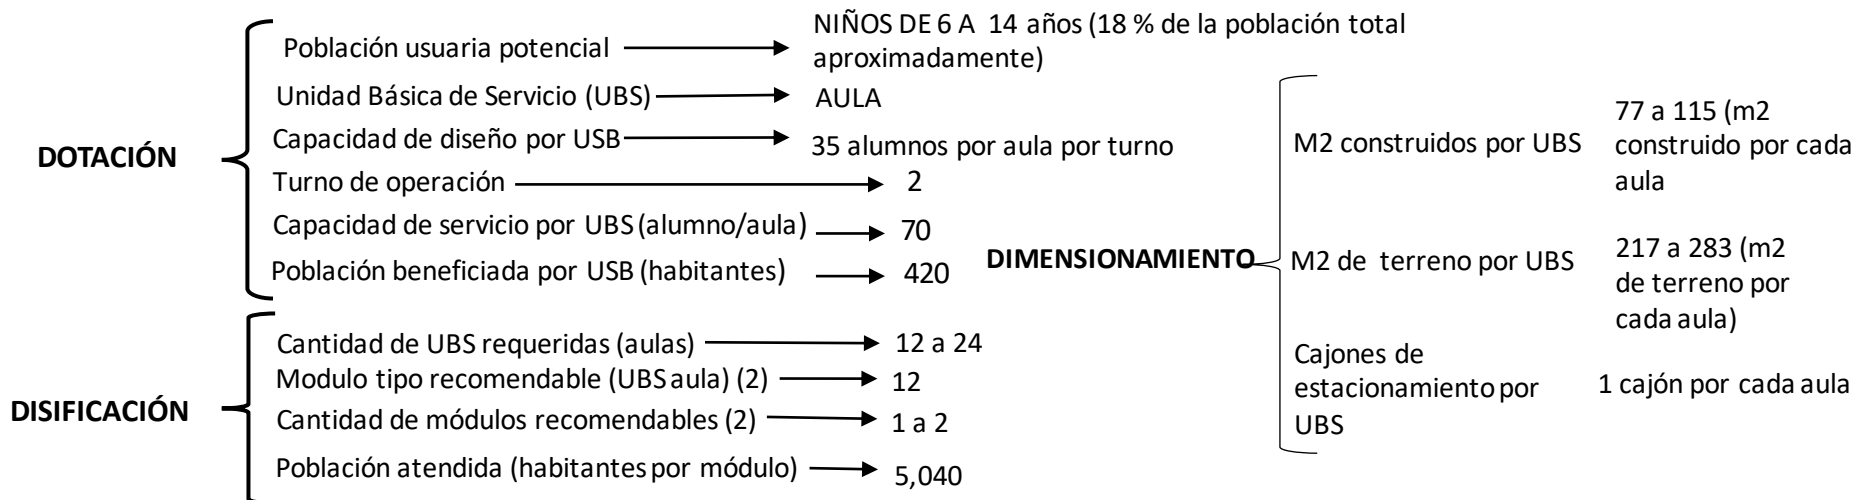 DOTACIÓN
Población usuaria potencial
NIÑOS DE 6 A 14 años (18 % de la población total
aproximadamente)
Unidad Básica de Servicio (UBS)
AULA
Capacidad de diseño por USB
35 alumnos por aula por turno
Turno de operación
2
Capacidad de servicio por UBS (alumno/aula)
70
Población beneficiada por USB (habitantes)
420
DISIFICACIÓN
Cantidad de UBS requeridas (aulas)
12 a 24
Modulo tipo recomendable (UBS aula) (2)
12
Cantidad de módulos recomendables (2)
1 a 2
Población atendida (habitantes por módulo)
5,040
DIMENSIONAMIENTO
M2 construidos por UBS
77 a 115 (m2
construido por cada
aula
M2 de terreno por UBS
217 a 283 (m2
de terreno por
cada aula)
Cajones de
estacionamiento por
UBS
1 cajón por cada aula